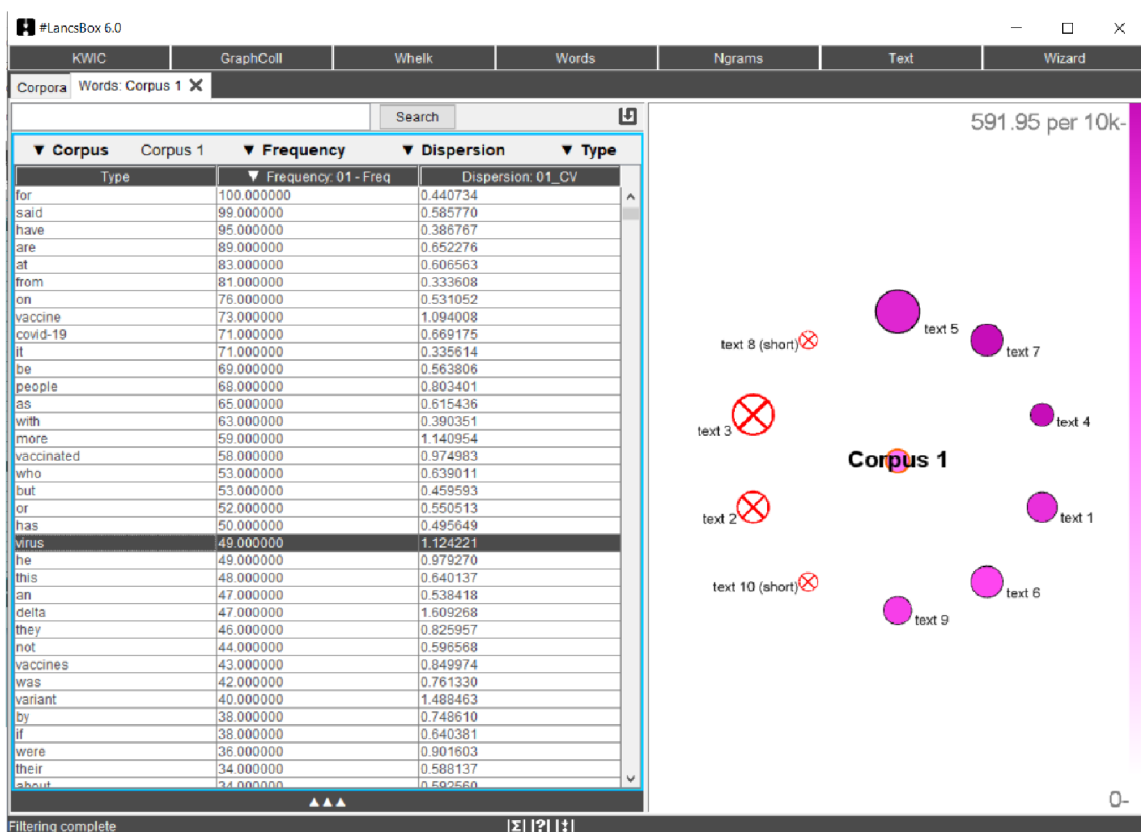 #LancsBox 6.0
KWIC GraphColl Whelk Words Ngrams Text Wizard
Corpora Words: Corpus 1
Search
▼ Corpus Corpus 1 ▼ Frequency ▼ Dispersion ▼ Type
Type ▼ Frequency: 01 - Freq Dispersion: 01_CV
for 100.000000 0.440734
said 99.000000 0.585770
have 95.000000 0.386767
are 89.000000 0.652276
at 83.000000 0.606563
from 81.000000 0.333608
on 76.000000 0.531052
vaccine 73.000000 1.094008
covid-19 71.000000 0.669175
it 71.000000 0.335614
be 69.000000 0.563806
people 68.000000 0.803401
as 65.000000 0.615436
with 63.000000 0.390351
more 59.000000 1.140954
vaccinated 58.000000 0.974983
who 53.000000 0.639011
but 53.000000 0.459593
or 52.000000 0.550513
has 50.000000 0.495649
virus 49.000000 1.124221
he 49.000000 0.979270
this 48.000000 0.640137
an 47.000000 0.538418
delta 47.000000 1.609268
they 46.000000 0.825957
not 44.000000 0.596568
vaccines 43.000000 0.849974
was 42.000000 0.761330
variant 40.000000 1.488463
by 38.000000 0.748610
if 38.000000 0.640381
were 36.000000 0.901603
their 34.000000 0.588137
about 34.000000 0.592560
▲▲▲
Filtering complete
|Σ| |?| |‡|
591.95 per 10k-
text 5
text 8 (short)
text 7
text 3
text 4
Corpus 1
text 2
text 1
text 10 (short)
text 6
text 9
0-